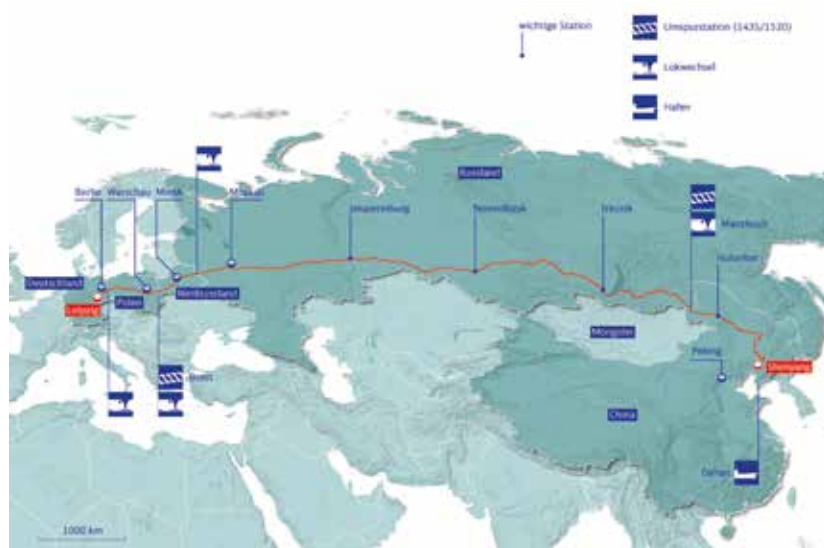 wichtige Station
Umspurstation (1435/1520)
Lokwechsel
Hafen
Russland
Berlin
Warschau
Minsk
Moskau
Jekaterinburg
Nowosibirsk
Irkutsk
Manzhouli
Hulunbuir
Deutschland
Polen
Weißrussland
Leipzig
Mongolei
Peking
Shenyang
Brest
China
Dalian
1000 km